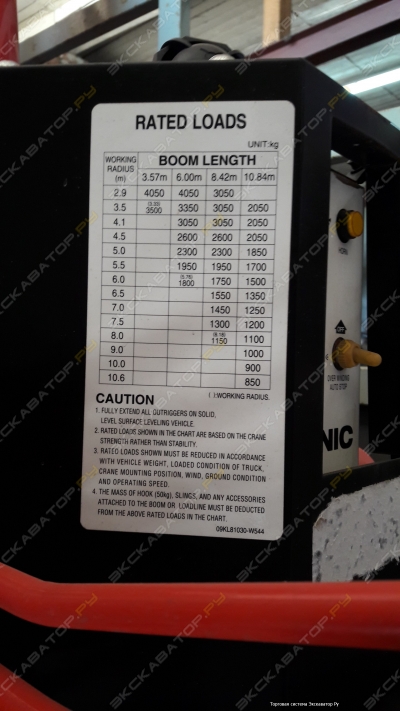 RATED LOADS
UNIT:kg
WORKING RADIUS (m) BOOM LENGTH
3.57m 6.00m 8.42m 10.84m
2.9 4050 4050 3050
3.5 (3.33) 3500 3350 3050 2050
4.1 3050 3050 2050
4.5 2600 2600 2050
5.0 2300 2300 1850
5.5 1950 1950 1700
6.0 (5.76) 1800 1750 1500
6.5 1550 1350
7.0 1450 1250
7.5 1300 1200
8.0 (8.18) 1150 1100
9.0 1000
10.0 900
10.6 850
( ):WORKING RADIUS
CAUTION
1. FULLY EXTEND ALL OUTRIGGERS ON SOLID,
LEVEL SURFACE LEVELING VEHICLE.
2. RATED LOADS SHOWN IN THE CHART ARE BASED ON THE CRANE
STRENGTH RATHER THAN STABILITY.
3. RATED LOADS SHOWN MUST BE REDUCED IN ACCORDANCE
WITH VEHICLE WEIGHT, LOADED CONDITION OF TRUCK,
CRANE MOUNTING POSITION, WIND, GROUND CONDITION
AND OPERATING SPEED.
4. THE MASS OF HOOK (50kg), SLINGS, AND ANY ACCESSORIES
ATTACHED TO THE BOOM OR LOADLINE MUST BE DEDUCTED
FROM THE ABOVE RATED LOADS IN THE CHART.
09KLB1030-W544
HORN
OFF
OVER WINDING
AUTO STOP
NIC
ЭКСКАВАТОР.РУ
Торговая система Экскаватор Ру